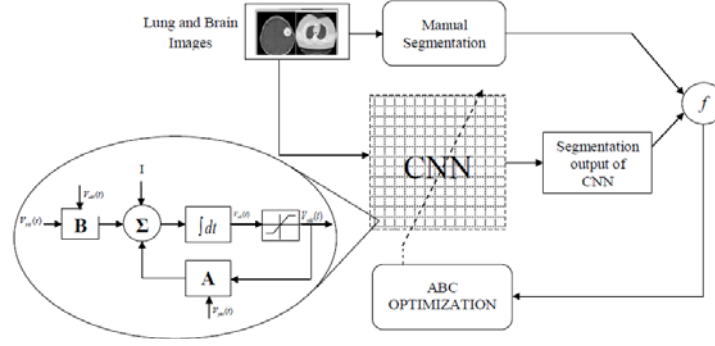 Lung and Brain
Images
Manual
Segmentation
f
CNN
Segmentation
output of
CNN
I
B
Σ
∫dt
A
ABC
OPTIMIZATION